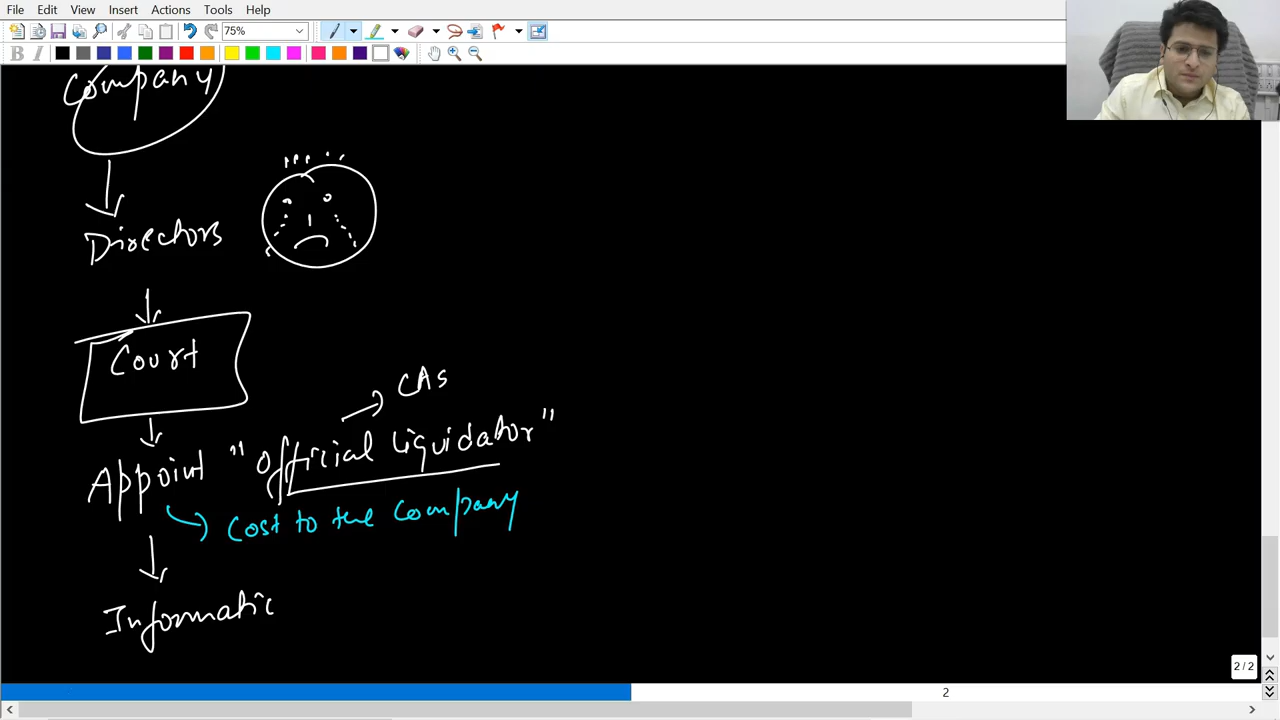 File Edit View Insert Actions Tools Help
75%
B I
Company
Directors
Court
CAs
Appoint "Official Liquidator"
Cost to the Company
Informatic
2 / 2
2